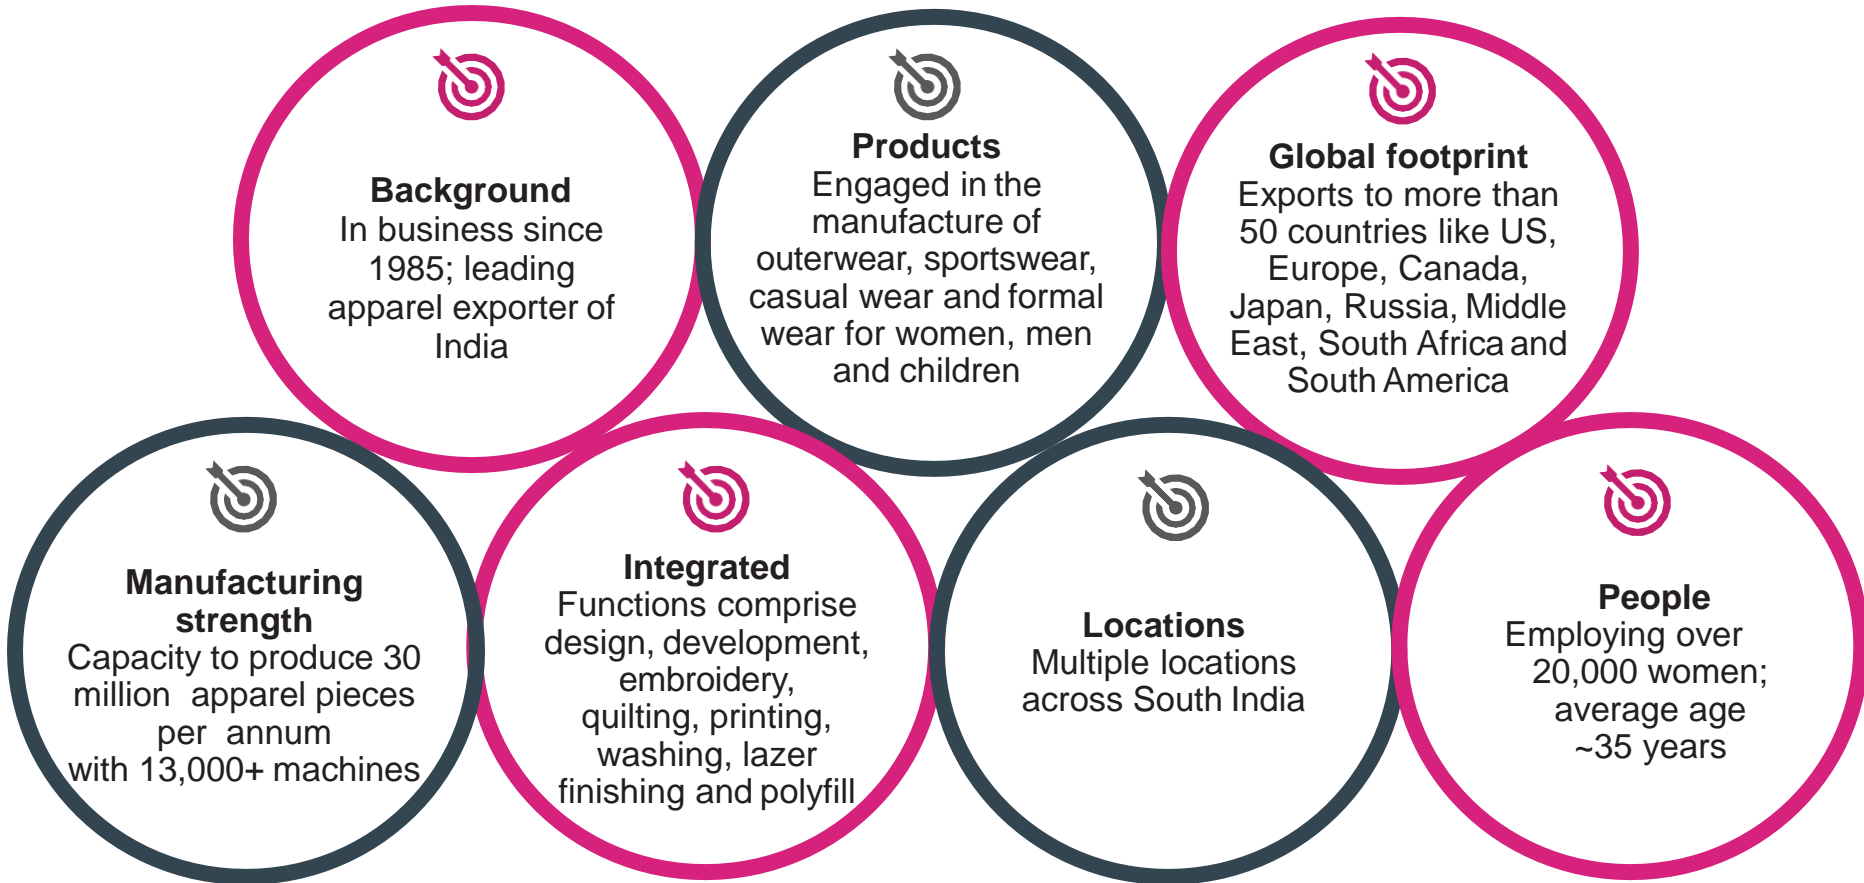 Background
In business since
1985; leading
apparel exporter of
India
Products
Engaged in the
manufacture of
outerwear, sportswear,
casual wear and formal
wear for women, men
and children
Global footprint
Exports to more than
50 countries like US,
Europe, Canada,
Japan, Russia, Middle
East, South Africa and
South America
Manufacturing
strength
Capacity to produce 30
million apparel pieces
per annum
with 13,000+ machines
Integrated
Functions comprise
design, development,
embroidery,
quilting, printing,
washing, lazer
finishing and polyfill
Locations
Multiple locations
across South India
People
Employing over
20,000 women;
average age
~35 years